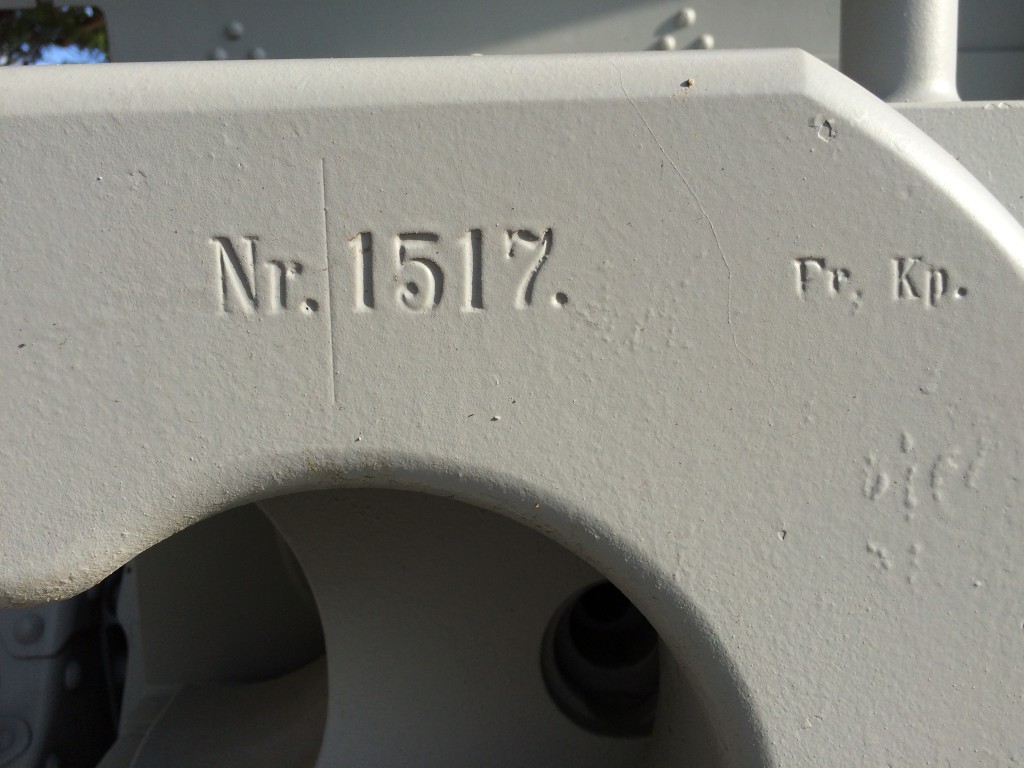 Nr. 1517. Fr, Kp.